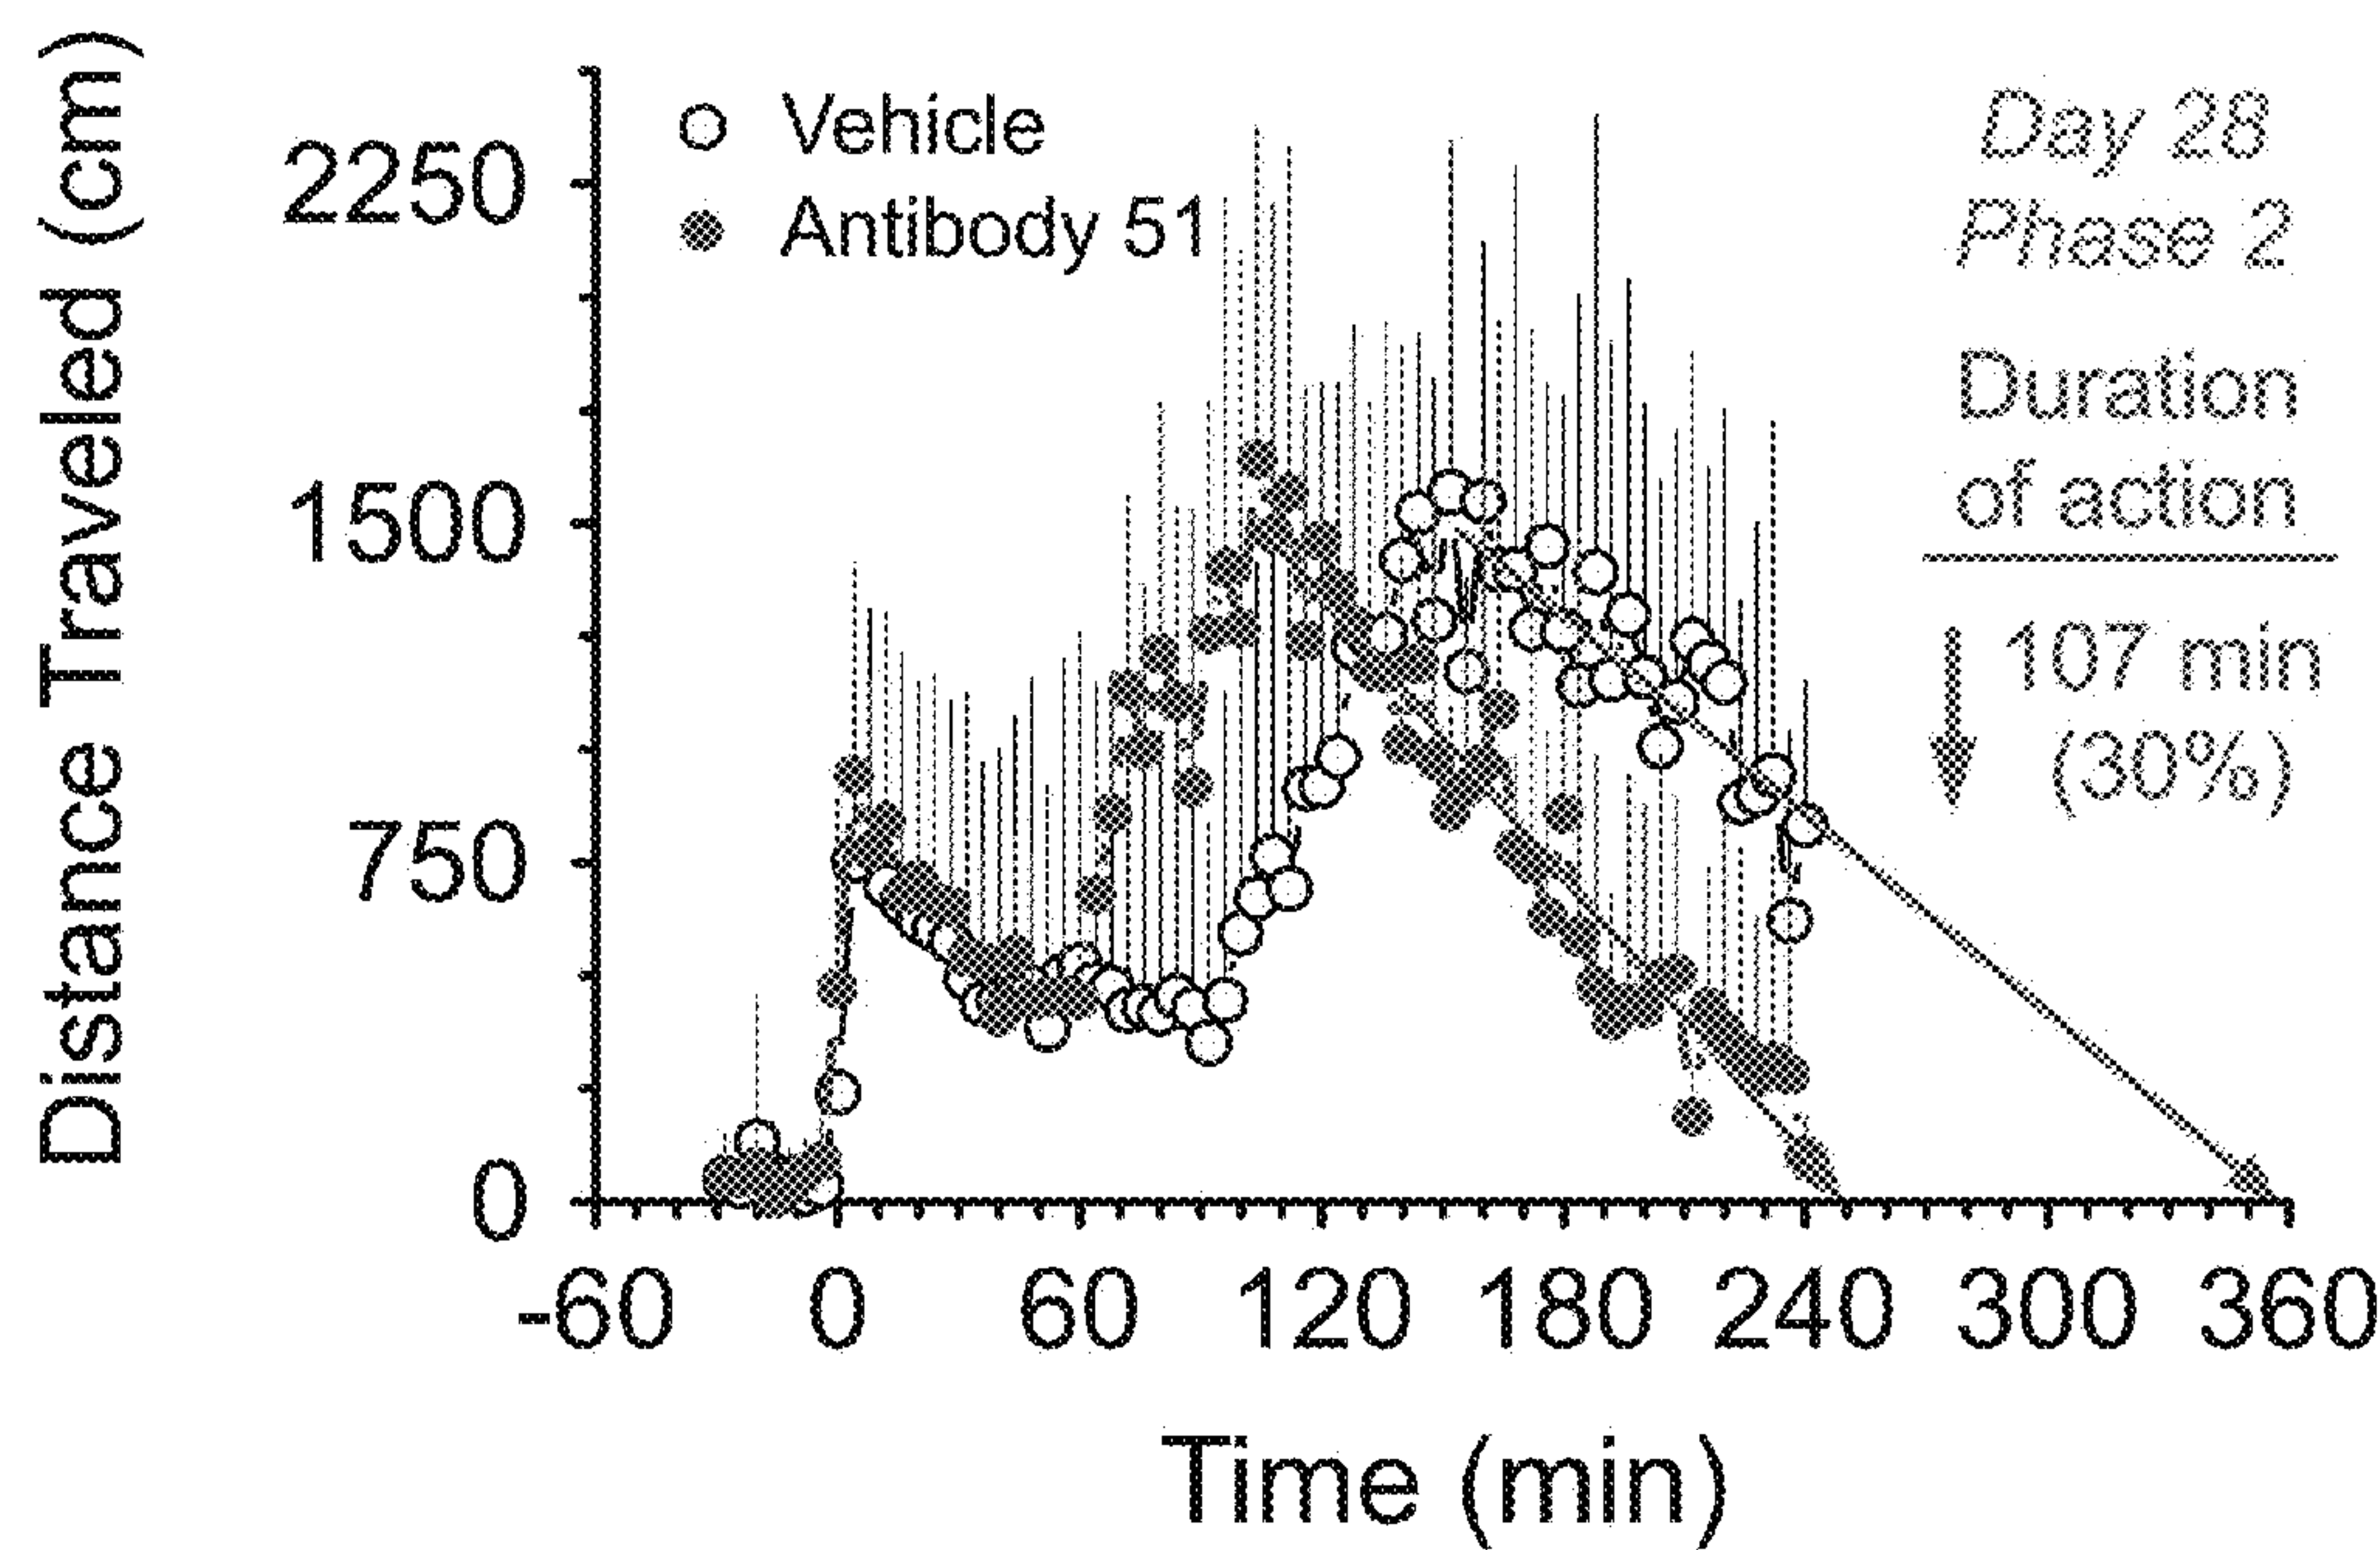 Distance Traveled (cm)
2250
1500
750
0
Vehicle
Antibody 51
Day 28
Phase 2
Duration
of action
107 min
(30%)
-60 0 60 120 180 240 300 360
Time (min)